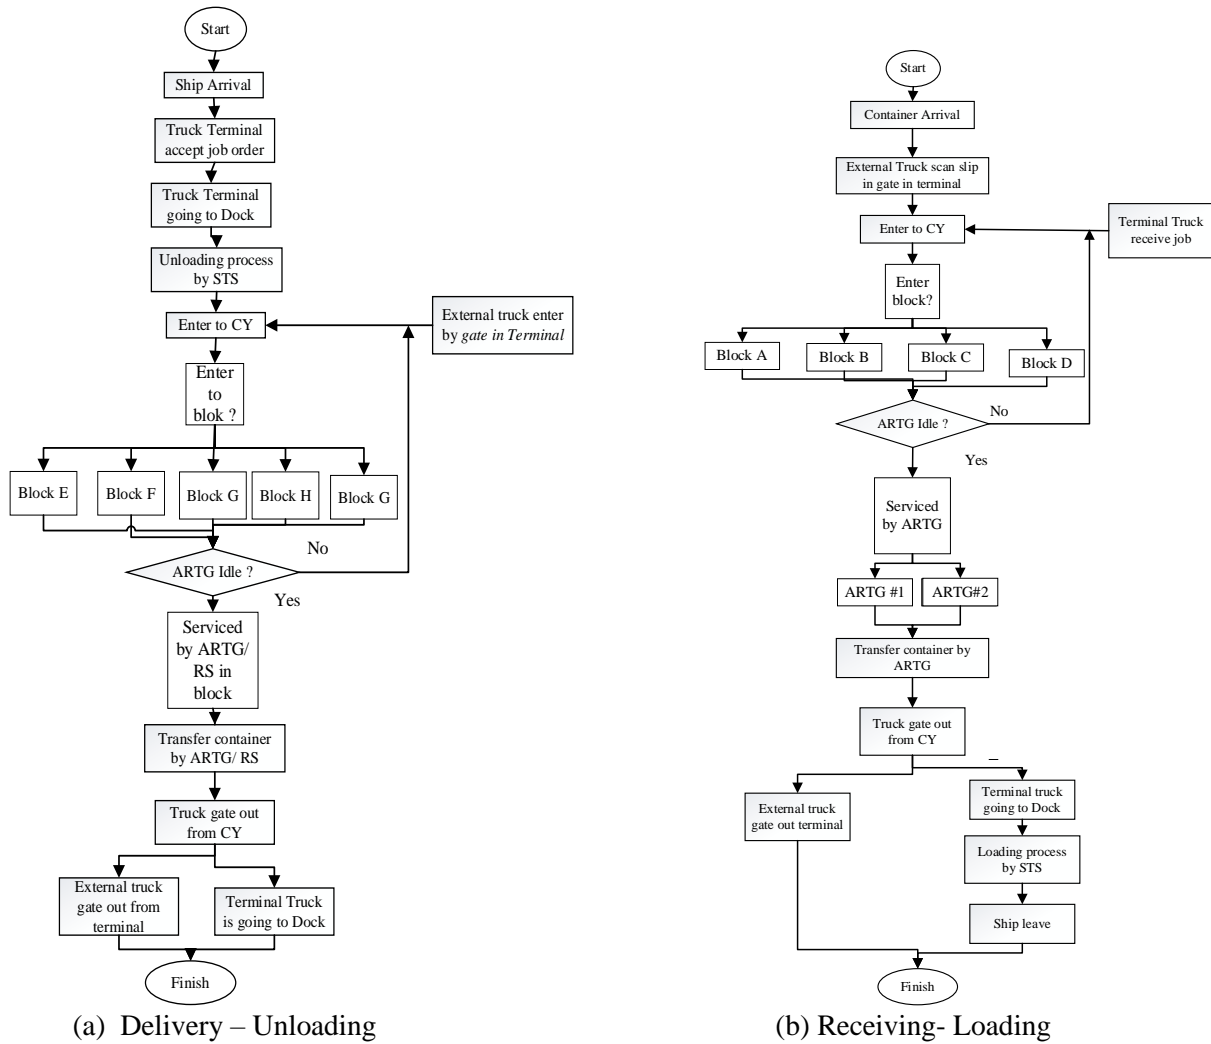 Start
Ship Arrival
Truck Terminal
accept job order
Truck Terminal
going to Dock
Unloading process
by STS
Enter to CY
External truck enter
by gate in Terminal
Enter
to
blok ?
Block E
Block F
Block G
Block H
Block G
No
ARTG Idle ?
Yes
Serviced
by ARTG/
RS in
block
Transfer container
by ARTG/ RS
Truck gate out
from CY
External truck
gate out from
terminal
Terminal Truck
is going to Dock
Finish
(a) Delivery – Unloading
Start
Container Arrival
External Truck scan slip
in gate in terminal
Enter to CY
Terminal Truck
receive job
Enter
block?
Block A
Block B
Block C
Block D
No
ARTG Idle ?
Yes
Serviced
by ARTG
ARTG #1
ARTG#2
Transfer container by
ARTG
Truck gate out
from CY
–
External truck
gate out terminal
Terminal truck
going to Dock
Loading process
by STS
Ship leave
Finish
(b) Receiving- Loading